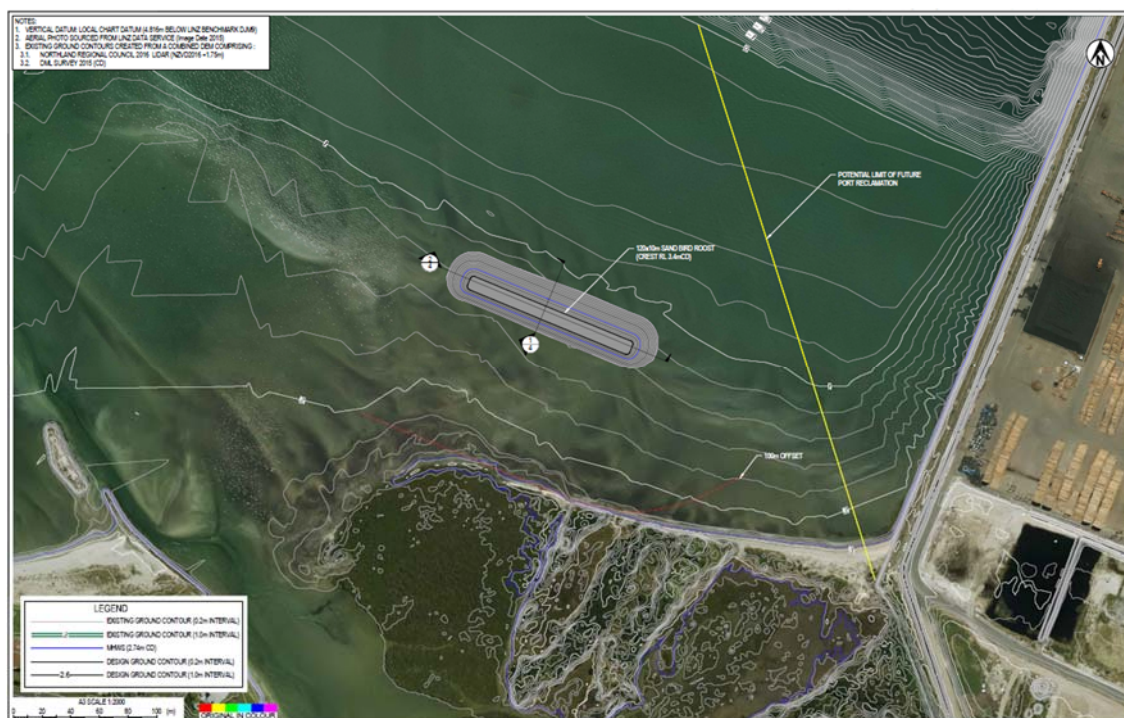 NOTES:
1. VERTICAL DATUM: LOCAL CHART DATUM (4.816m BELOW LINZ BENCHMARK DJM9)
2. AERIAL PHOTO SOURCED FROM LINZ DATA SERVICE (Image Date 2015)
3. EXISTING GROUND CONTOURS CREATED FROM A COMBINED DEM COMPRISING :
3.1. NORTHLAND REGIONAL COUNCIL 2016 LIDAR (NZVD2016 +1.75m)
3.2. DML SURVEY 2015 (CD)
N
POTENTIAL LIMIT OF FUTURE
PORT RECLAMATION
120x10m SAND BIRD ROOST
(CREST RL 3.4mCD)
100m OFFSET
LEGEND
EXISTING GROUND CONTOUR (0.2m INTERVAL)
EXISTING GROUND CONTOUR (1.0m INTERVAL)
MHWS (2.74m CD)
DESIGN GROUND CONTOUR (0.2m INTERVAL)
2.6 DESIGN GROUND CONTOUR (1.0m INTERVAL)
A3 SCALE 1:2000
0 20 40 60 80 100 (m)
ORIGINAL IN COLOUR